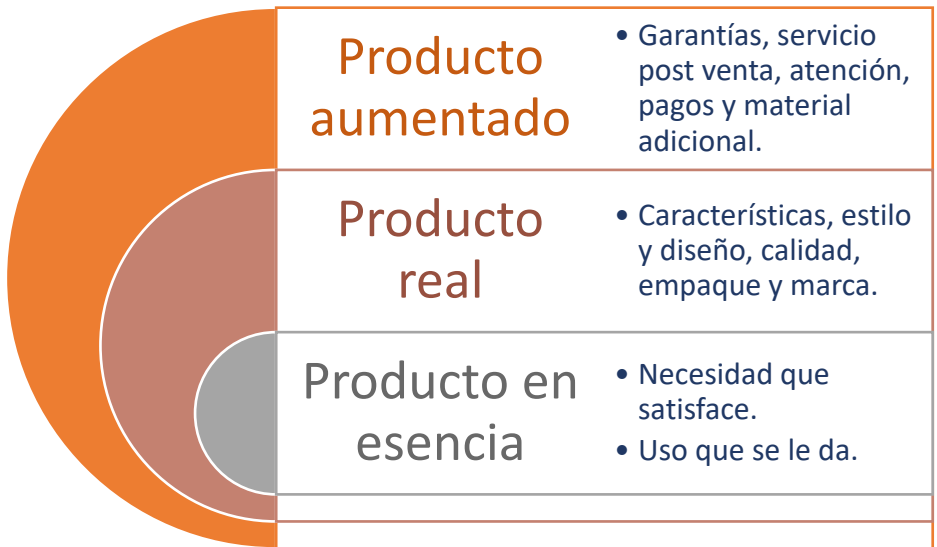 Producto
aumentado
• Garantías, servicio
post venta, atención,
pagos y material
adicional.
Producto
real
• Características, estilo
y diseño, calidad,
empaque y marca.
Producto en
esencia
• Necesidad que
satisface.
• Uso que se le da.